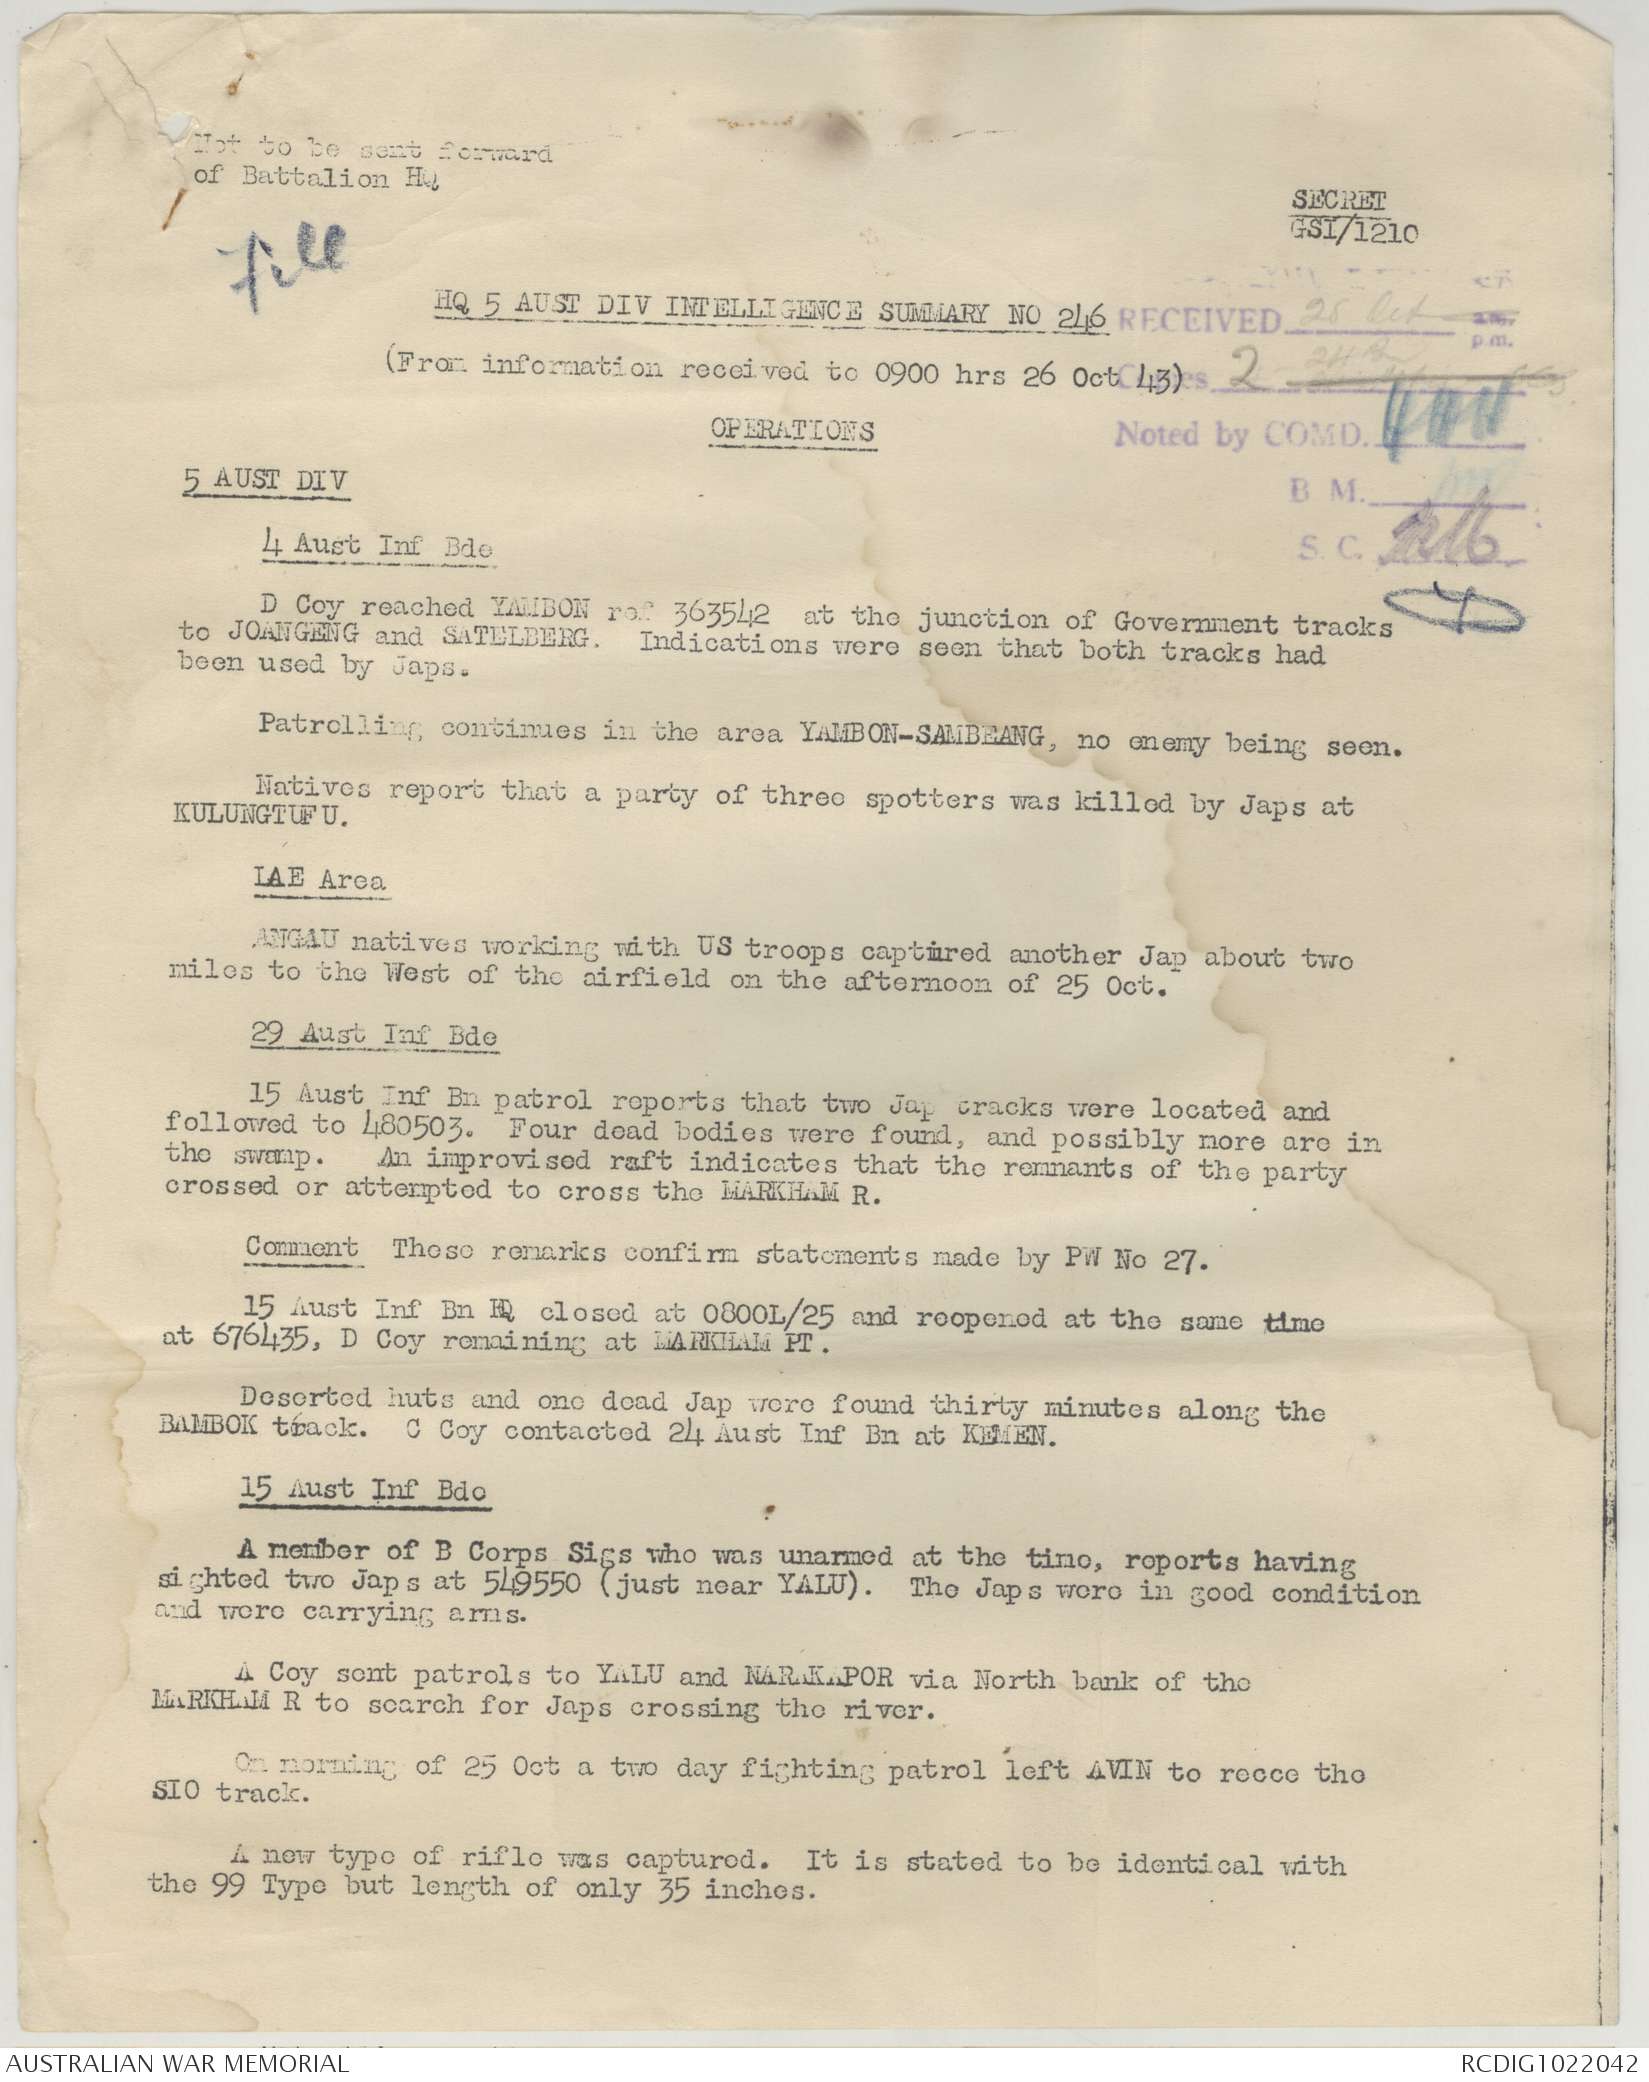 Not to be sent forward
of Battalion HQ
SECRET
GSI/1210
HQ 5 AUST DIV INTELLIGENCE SUMMARY NO 246
RECEIVED 28 Oct a.m.
p.m.
(From information received to 0900 hrs 26 Oct 43)
2
OPERATIONS
Noted by COMD.
5 AUST DIV
B M.
4 Aust Inf Bde
S. C.
D Coy reached YAMBON ref 363542 at the junction of Government tracks
to JOANGENG and SATELBERG. Indications were seen that both tracks had
been used by Japs.
Patrolling continues in the area YAMBON-SAMBEANG, no enemy being seen.
Natives report that a party of three spotters was killed by Japs at
KULUNGTUFU.
LAE Area
ANGAU natives working with US troops captured another Jap about two
miles to the West of the airfield on the afternoon of 25 Oct.
29 Aust Inf Bde
15 Aust Inf Bn patrol reports that two Jap tracks were located and
followed to 480503. Four dead bodies were found, and possibly more are in
the swamp. An improvised raft indicates that the remnants of the party
crossed or attempted to cross the MARKHAM R.
Comment These remarks confirm statements made by PW No 27.
15 Aust Inf Bn HQ closed at 0800L/25 and reopened at the same time
at 676435, D Coy remaining at MARKHAM PT.
Deserted huts and one dead Jap were found thirty minutes along the
BAMBOK track. C Coy contacted 24 Aust Inf Bn at KEMEN.
15 Aust Inf Bde
A member of B Corps Sigs who was unarmed at the time, reports having
sighted two Japs at 549550 (just near YALU). The Japs were in good condition
and were carrying arms.
A Coy sent patrols to YALU and NARAKAPOR via North bank of the
MARKHAM R to search for Japs crossing the river.
On morning of 25 Oct a two day fighting patrol left AVIN to recce the
SIO track.
A new type of rifle was captured. It is stated to be identical with
the 99 Type but length of only 35 inches.
AUSTRALIAN WAR MEMORIAL
RCDIG1022042